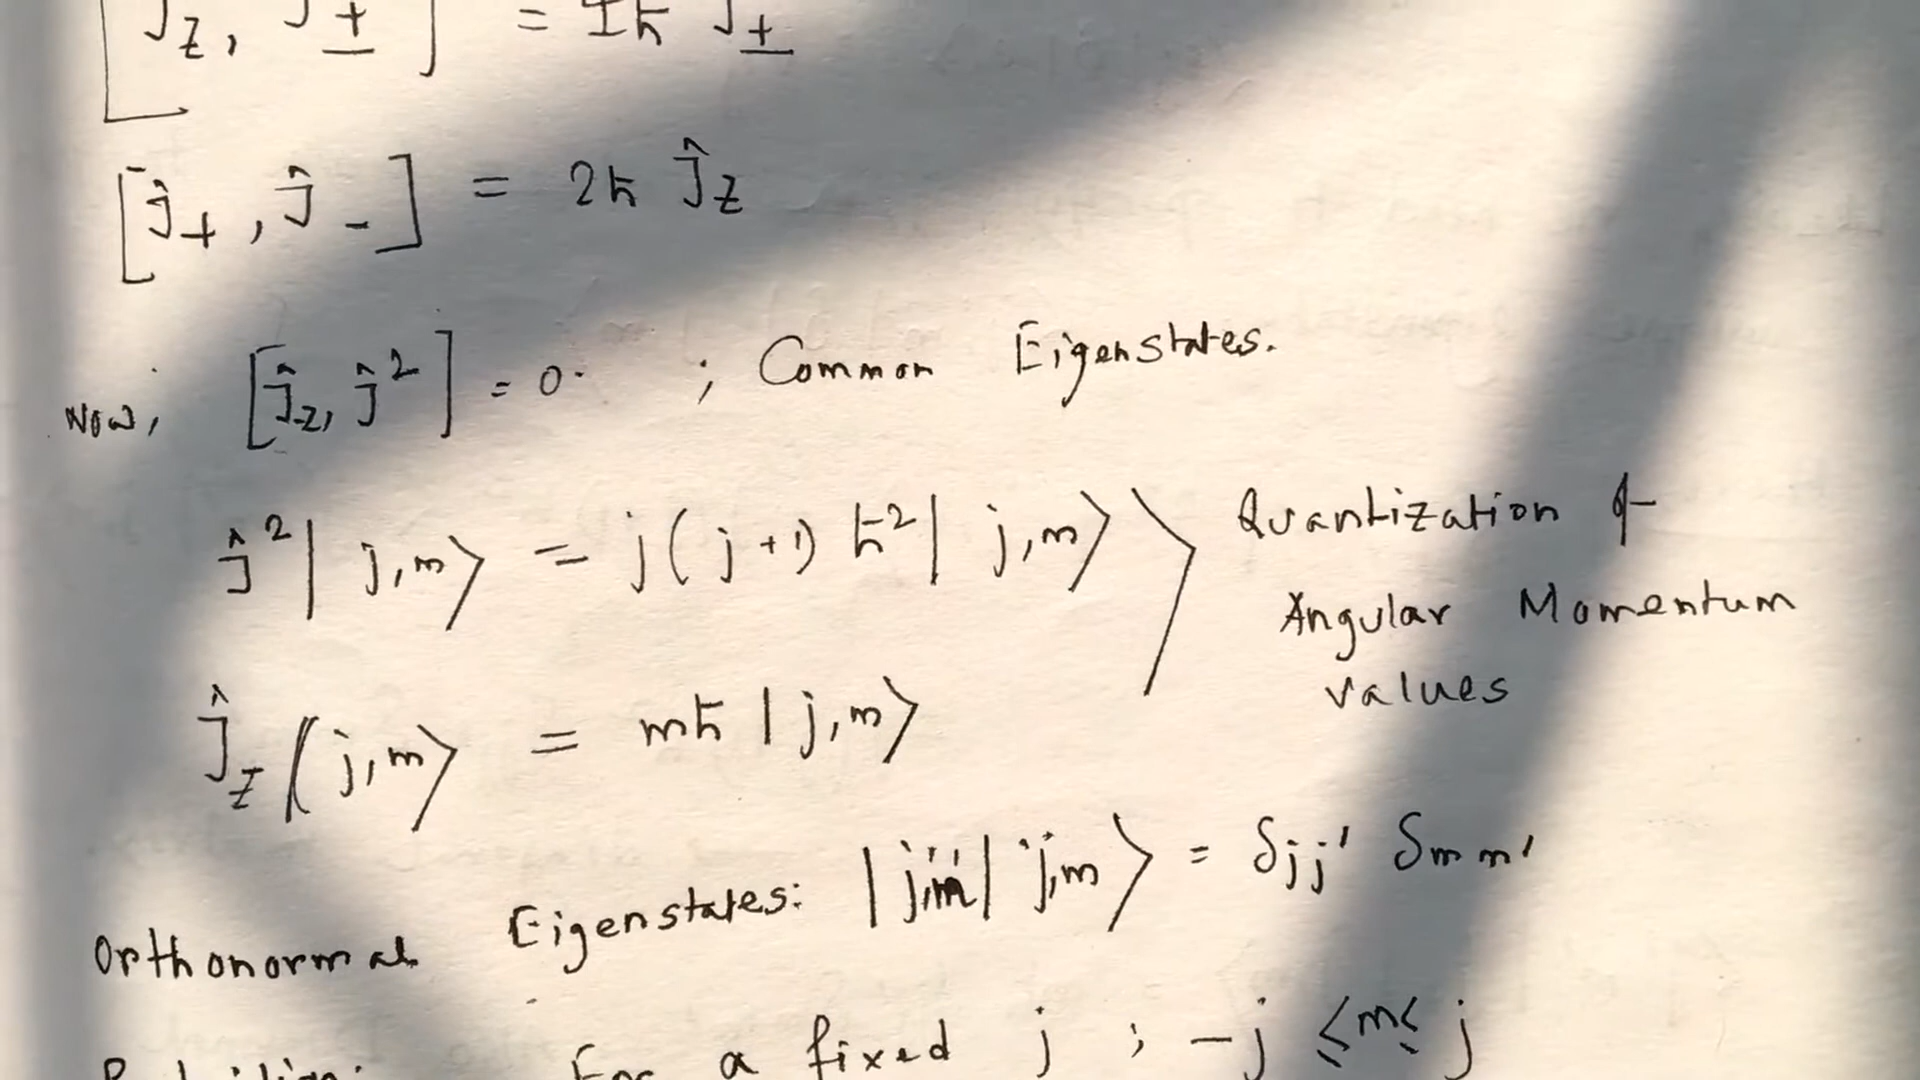 [Ĵz, Ĵ±] = ±ħ Ĵ±
[Ĵ+, Ĵ-] = 2ħ Ĵz
Now, [Ĵz, Ĵ²] = 0. ; Common Eigenstates.
Ĵ² | j,m⟩ = j(j+1) ħ² | j,m⟩ ⟩ Quantization of
Angular Momentum
values
Ĵz |j,m⟩ = mħ | j,m⟩
Orthonormal Eigenstates: | j',m' | j,m ⟩ = δjj' δmm'
For a fixed j ; -j ≤ m ≤ j